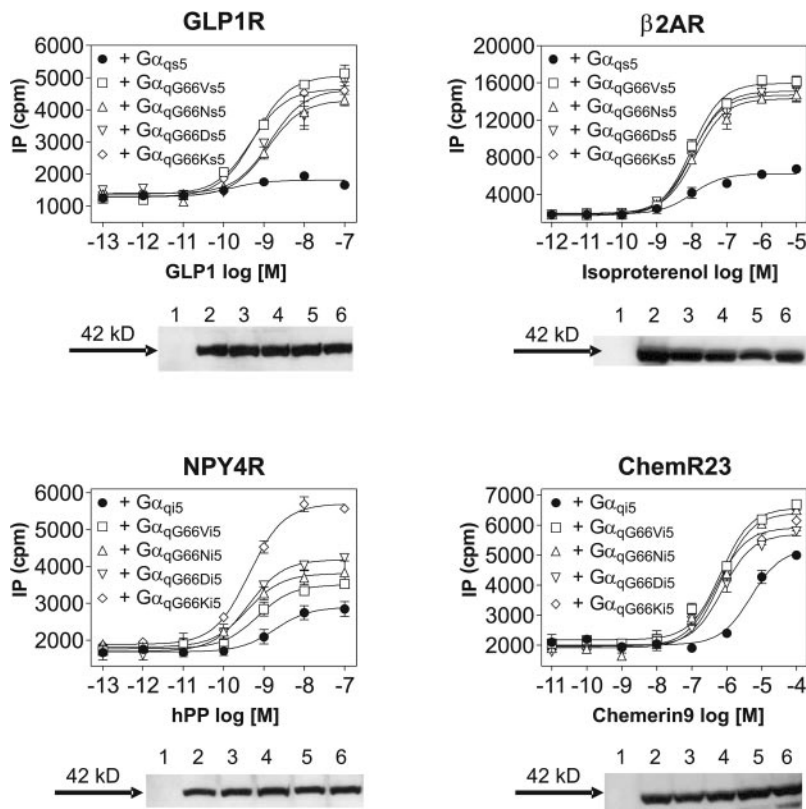 GLP1R
6000
5000
4000
3000
2000
1000
IP (cpm)
+ Gαqs5
+ GαqG66Vs5
+ GαqG66Ns5
+ GαqG66Ds5
+ GαqG66Ks5
-13 -12 -11 -10 -9 -8 -7
GLP1 log [M]
42 kD
1 2 3 4 5 6
β2AR
20000
16000
12000
8000
4000
IP (cpm)
+ Gαqs5
+ GαqG66Vs5
+ GαqG66Ns5
+ GαqG66Ds5
+ GαqG66Ks5
-12 -11 -10 -9 -8 -7 -6 -5
Isoproterenol log [M]
42 kD
1 2 3 4 5 6
NPY4R
6000
5000
4000
3000
2000
IP (cpm)
+ Gαqi5
+ GαqG66Vi5
+ GαqG66Ni5
+ GαqG66Di5
+ GαqG66Ki5
-13 -12 -11 -10 -9 -8 -7
hPP log [M]
42 kD
1 2 3 4 5 6
ChemR23
7000
6000
5000
4000
3000
2000
1000
IP (cpm)
+ Gαqi5
+ GαqG66Vi5
+ GαqG66Ni5
+ GαqG66Di5
+ GαqG66Ki5
-11 -10 -9 -8 -7 -6 -5 -4
Chemerin9 log [M]
42 kD
1 2 3 4 5 6